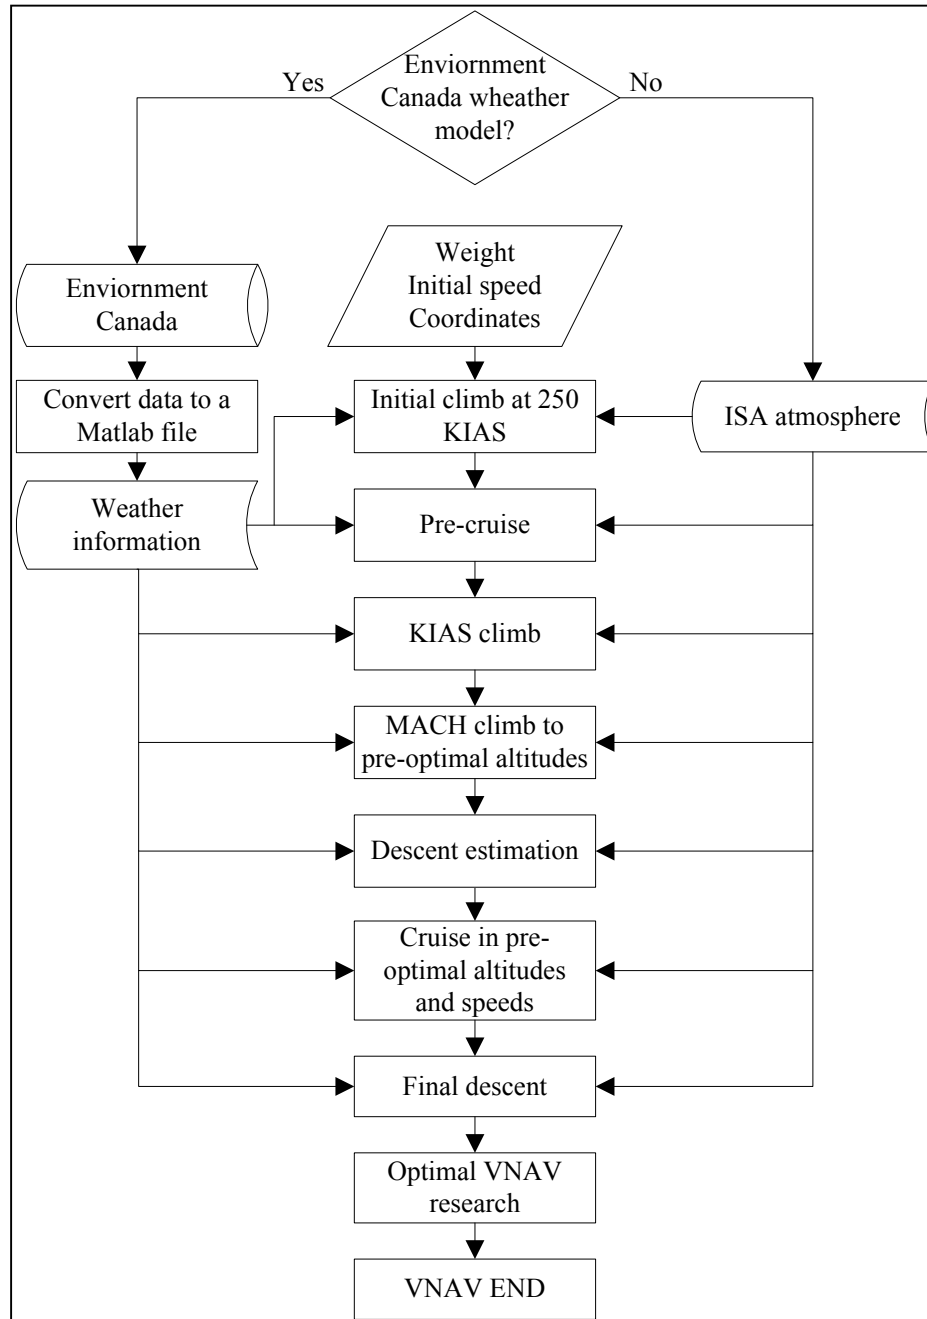 Enviornment
Canada wheather
model?
Yes
No
Enviornment
Canada
Weight
Initial speed
Coordinates
Convert data to a
Matlab file
Initial climb at 250
KIAS
ISA atmosphere
Weather
information
Pre-cruise
KIAS climb
MACH climb to
pre-optimal altitudes
Descent estimation
Cruise in pre-
optimal altitudes
and speeds
Final descent
Optimal VNAV
research
VNAV END